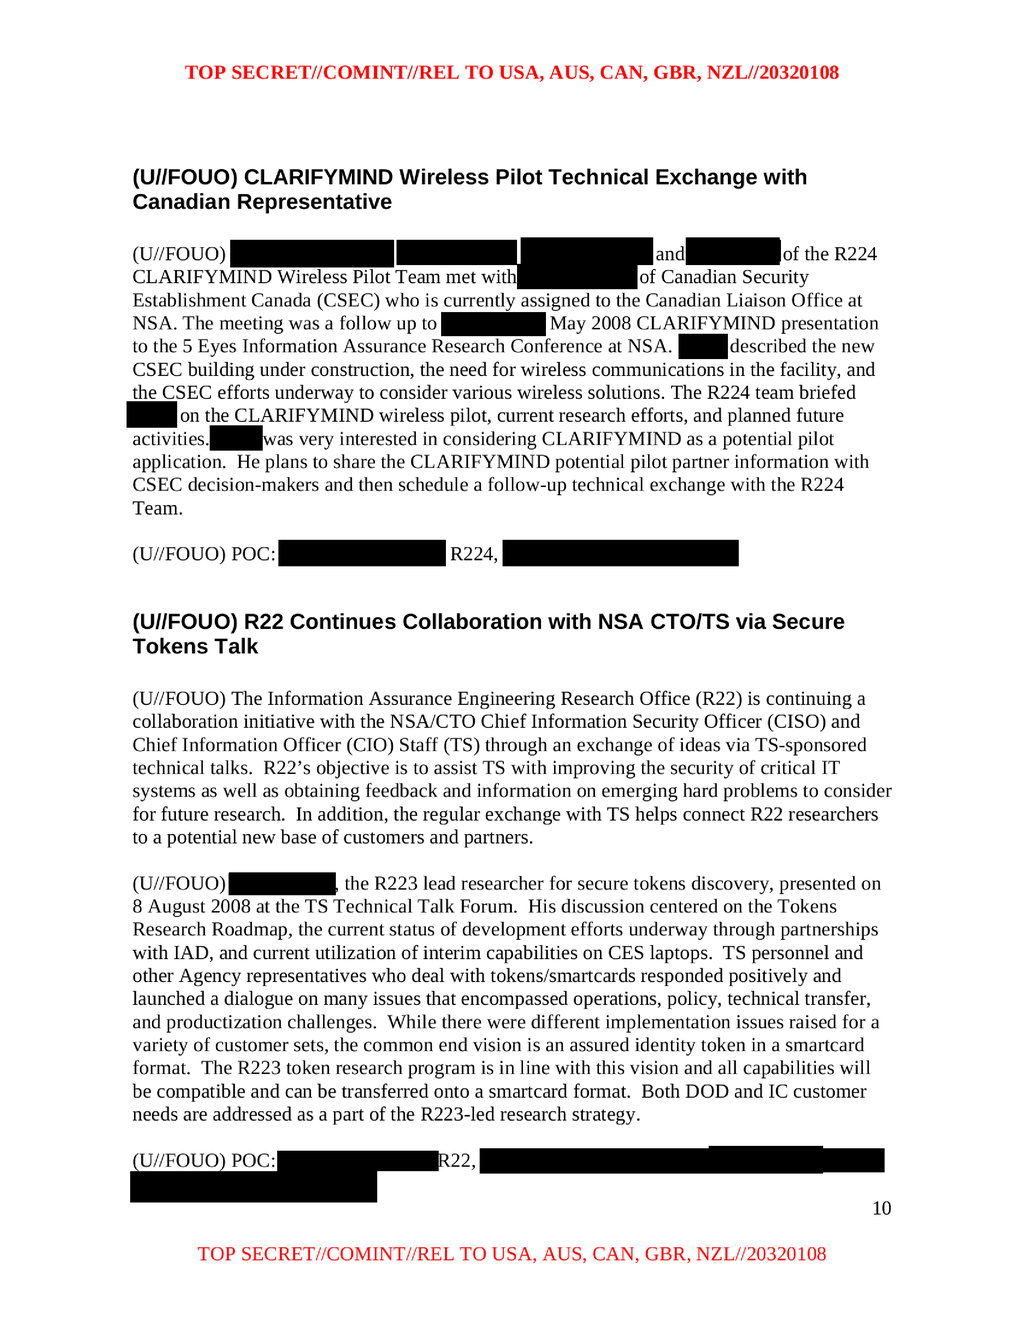 TOP SECRET//COMINT//REL TO USA, AUS, CAN, GBR, NZL//20320108
(U//FOUO) CLARIFYMIND Wireless Pilot Technical Exchange with
Canadian Representative
(U//FOUO) and of the R224
CLARIFYMIND Wireless Pilot Team met with of Canadian Security
Establishment Canada (CSEC) who is currently assigned to the Canadian Liaison Office at
NSA. The meeting was a follow up to May 2008 CLARIFYMIND presentation
to the 5 Eyes Information Assurance Research Conference at NSA. described the new
CSEC building under construction, the need for wireless communications in the facility, and
the CSEC efforts underway to consider various wireless solutions. The R224 team briefed
on the CLARIFYMIND wireless pilot, current research efforts, and planned future
activities. was very interested in considering CLARIFYMIND as a potential pilot
application. He plans to share the CLARIFYMIND potential pilot partner information with
CSEC decision-makers and then schedule a follow-up technical exchange with the R224
Team.
(U//FOUO) POC: R224,
(U//FOUO) R22 Continues Collaboration with NSA CTO/TS via Secure
Tokens Talk
(U//FOUO) The Information Assurance Engineering Research Office (R22) is continuing a
collaboration initiative with the NSA/CTO Chief Information Security Officer (CISO) and
Chief Information Officer (CIO) Staff (TS) through an exchange of ideas via TS-sponsored
technical talks. R22’s objective is to assist TS with improving the security of critical IT
systems as well as obtaining feedback and information on emerging hard problems to consider
for future research. In addition, the regular exchange with TS helps connect R22 researchers
to a potential new base of customers and partners.
(U//FOUO) , the R223 lead researcher for secure tokens discovery, presented on
8 August 2008 at the TS Technical Talk Forum. His discussion centered on the Tokens
Research Roadmap, the current status of development efforts underway through partnerships
with IAD, and current utilization of interim capabilities on CES laptops. TS personnel and
other Agency representatives who deal with tokens/smartcards responded positively and
launched a dialogue on many issues that encompassed operations, policy, technical transfer,
and productization challenges. While there were different implementation issues raised for a
variety of customer sets, the common end vision is an assured identity token in a smartcard
format. The R223 token research program is in line with this vision and all capabilities will
be compatible and can be transferred onto a smartcard format. Both DOD and IC customer
needs are addressed as a part of the R223-led research strategy.
(U//FOUO) POC: R22,
10
TOP SECRET//COMINT//REL TO USA, AUS, CAN, GBR, NZL//20320108